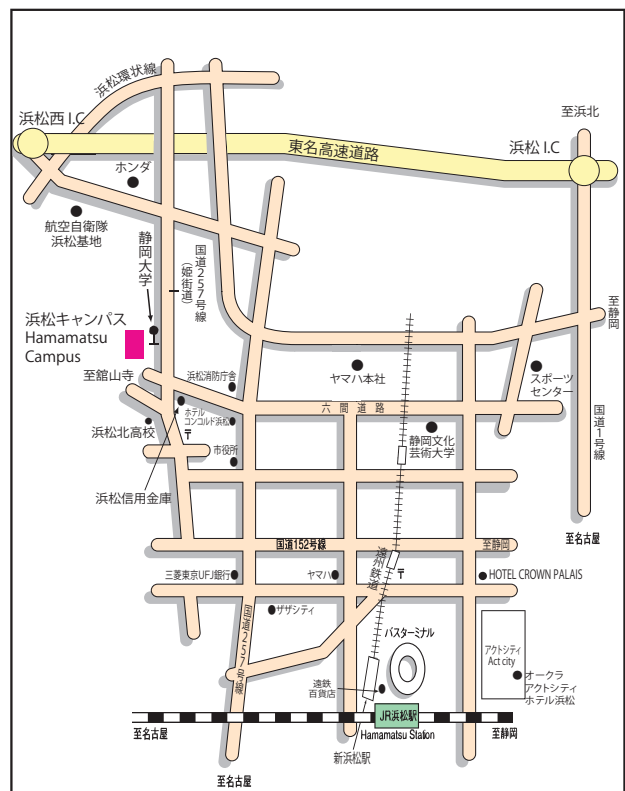 浜松環状線
浜松西 I.C
至浜北
東名高速道路
浜松 I.C
ホンダ
航空自衛隊
浜松基地
静岡大学
国道257号線
(姫街道)
至静岡
浜松キャンパス
Hamamatsu
Campus
至舘山寺
浜松消防庁舎
ヤマハ本社
スポーツ
センター
ホテル
コンコルド浜松
六間道路
国道1号線
浜松北高校
〒
静岡文化
芸術大学
市役所
浜松信用金庫
国道152号線
至静岡
至名古屋
遠州鉄道
三菱東京UFJ銀行
ヤマハ
〒
HOTEL CROWN PALAIS
国道257号線
ザザシティ
バスターミナル
アクトシティ
Act city
オークラ
アクトシティ
ホテル浜松
遠鉄
百貨店
JR浜松駅
至名古屋
Hamamatsu Station
至静岡
新浜松駅
至名古屋